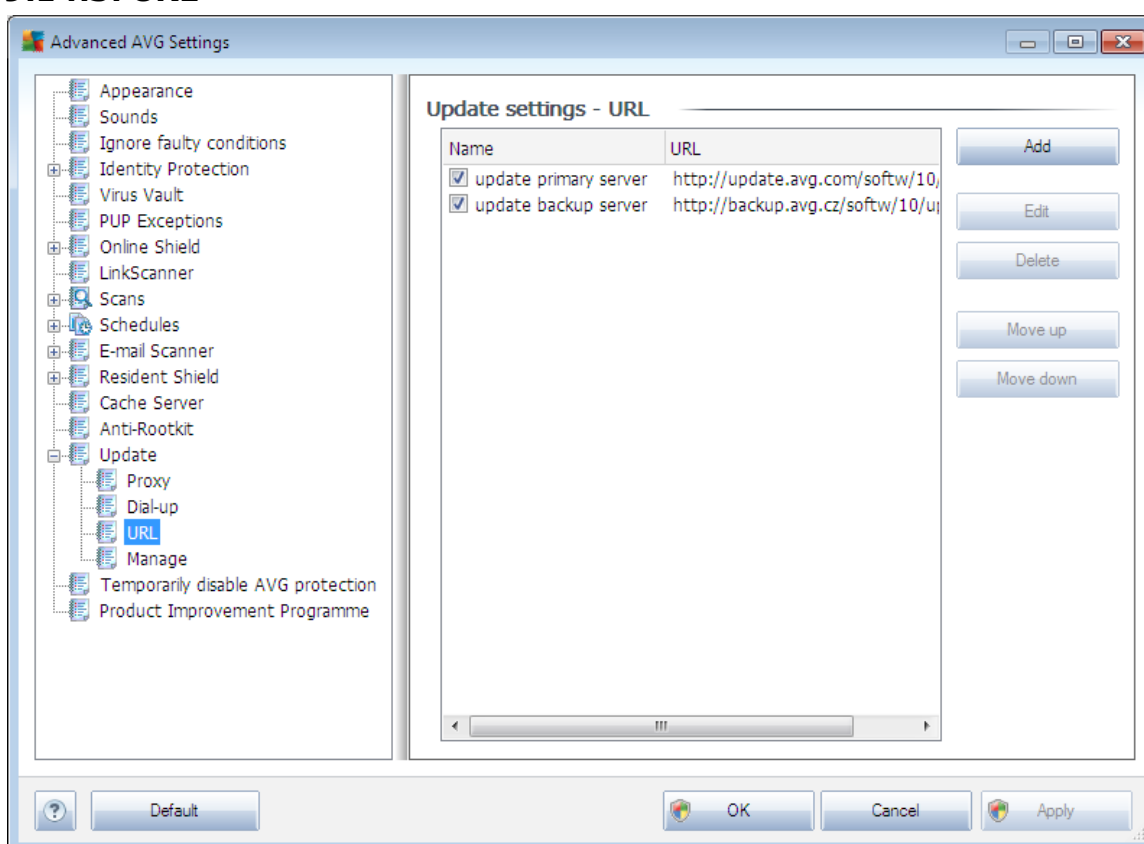 Advanced AVG Settings
Appearance
Sounds
Ignore faulty conditions
Identity Protection
Virus Vault
PUP Exceptions
Online Shield
LinkScanner
Scans
Schedules
E-mail Scanner
Resident Shield
Cache Server
Anti-Rootkit
Update
Proxy
Dial-up
URL
Manage
Temporarily disable AVG protection
Product Improvement Programme
Update settings - URL
Name URL
update primary server http://update.avg.com/softw/10/
update backup server http://backup.avg.cz/softw/10/up
Add
Edit
Delete
Move up
Move down
? Default OK Cancel Apply